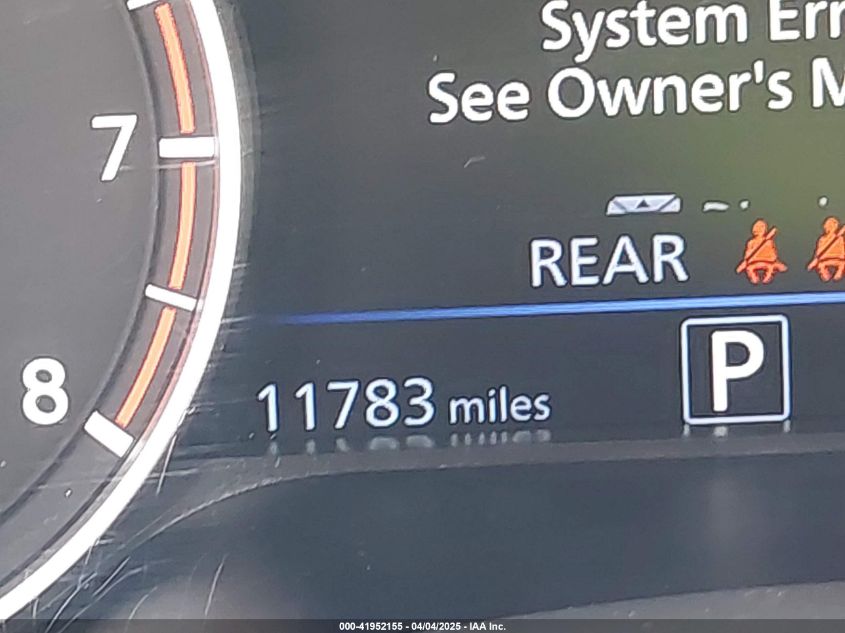 System Err
See Owner's M
7
REAR
P
8
11783 miles
000-41952155 - 04/04/2025 - IAA Inc.